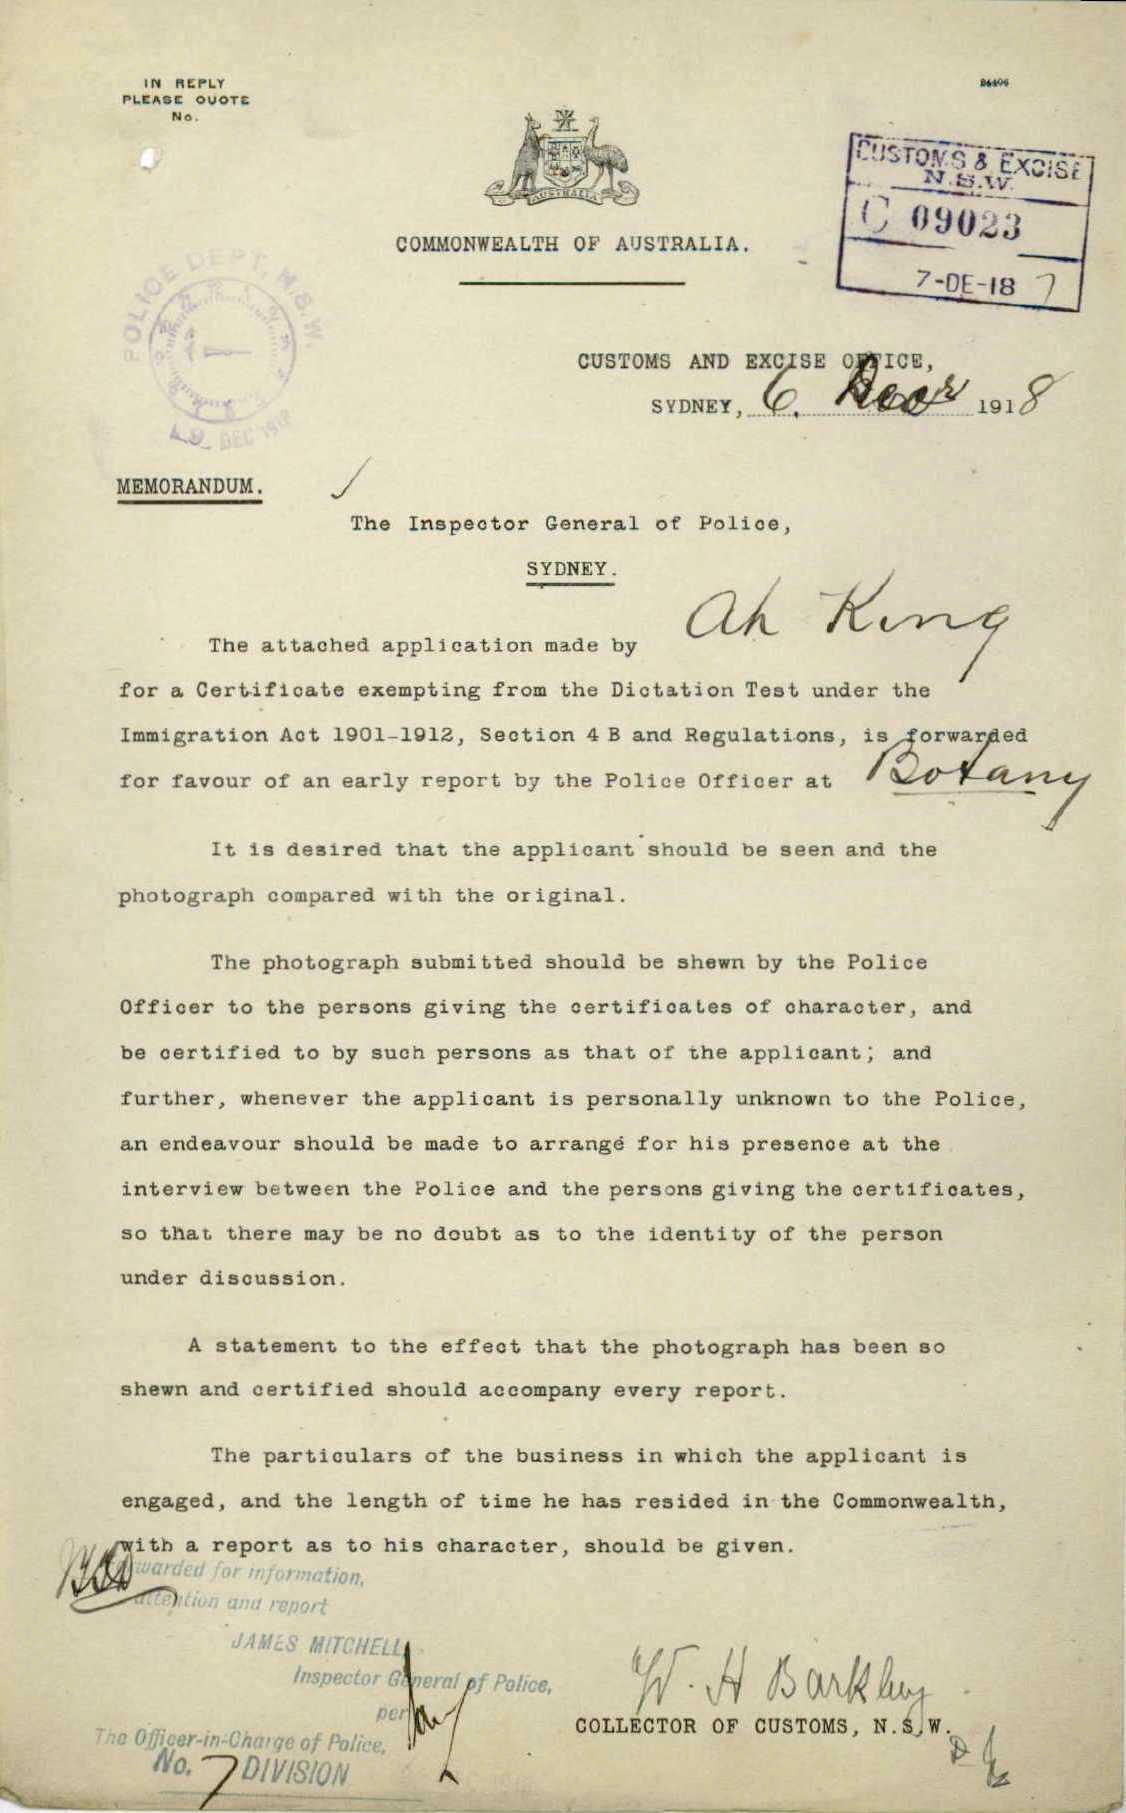 IN REPLY
PLEASE QUOTE
No.
AUSTRALIA
COMMONWEALTH OF AUSTRALIA.
CUSTOMS & EXCISE
N.S.W.
C 09023
7-DE-18 7
POLICE DEPT. N.S.W.
DEC 1918
CUSTOMS AND EXCISE OFFICE,
SYDNEY, 6. Decr 1918
MEMORANDUM.
The Inspector General of Police,
SYDNEY.
The attached application made by Ah King
for a Certificate exempting from the Dictation Test under the
Immigration Act 1901-1912, Section 4 B and Regulations, is forwarded
for favour of an early report by the Police Officer at Botany
It is desired that the applicant should be seen and the
photograph compared with the original.
The photograph submitted should be shewn by the Police
Officer to the persons giving the certificates of character, and
be certified to by such persons as that of the applicant; and
further, whenever the applicant is personally unknown to the Police,
an endeavour should be made to arrange for his presence at the
interview between the Police and the persons giving the certificates,
so that there may be no doubt as to the identity of the person
under discussion.
A statement to the effect that the photograph has been so
shewn and certified should accompany every report.
The particulars of the business in which the applicant is
engaged, and the length of time he has resided in the Commonwealth,
with a report as to his character, should be given.
warded for information,
attention and report
JAMES MITCHELL
Inspector General of Police,
per
The Officer-in-Charge of Police,
No. 7 DIVISION
W. H Barkley
COLLECTOR OF CUSTOMS, N.S.W.